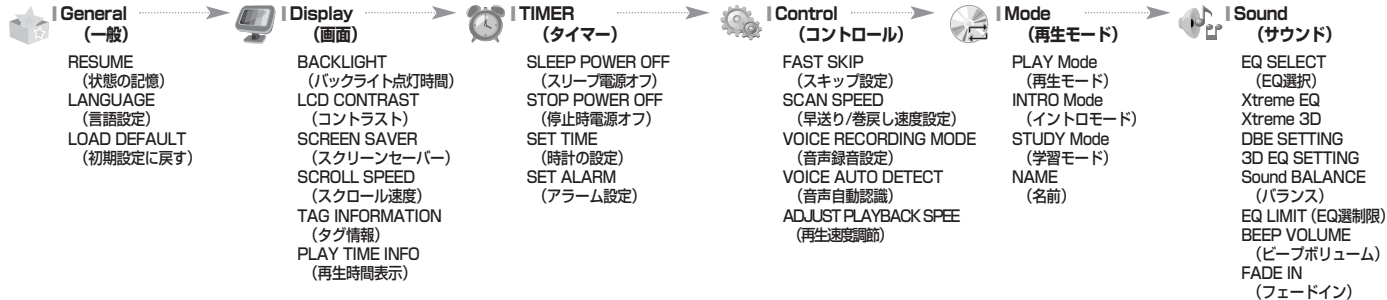 General
（一般）
RESUME
（状態の記憶）
LANGUAGE
（言語設定）
LOAD DEFAULT
（初期設定に戻す）
Display
（画面）
BACKLIGHT
（バックライト点灯時間）
LCD CONTRAST
（コントラスト）
SCREEN SAVER
（スクリーンセーバー）
SCROLL SPEED
（スクロール速度）
TAG INFORMATION
（タグ情報）
PLAY TIME INFO
（再生時間表示）
TIMER
（タイマー）
SLEEP POWER OFF
（スリープ電源オフ）
STOP POWER OFF
（停止時電源オフ）
SET TIME
（時計の設定）
SET ALARM
（アラーム設定）
Control
（コントロール）
FAST SKIP
（スキップ設定）
SCAN SPEED
（早送り/巻戻し速度設定）
VOICE RECORDING MODE
（音声録音設定）
VOICE AUTO DETECT
（音声自動認識）
ADJUST PLAYBACK SPEE
（再生速度調節）
Mode
（再生モード）
PLAY Mode
（再生モード）
INTRO Mode
（イントロモード）
STUDY Mode
（学習モード）
NAME
（名前）
Sound
（サウンド）
EQ SELECT
（EQ選択）
Xtreme EQ
Xtreme 3D
DBE SETTING
3D EQ SETTING
Sound BALANCE
（バランス）
EQ LIMIT（EQ選制限）
BEEP VOLUME
（ビープボリューム）
FADE IN
（フェードイン）